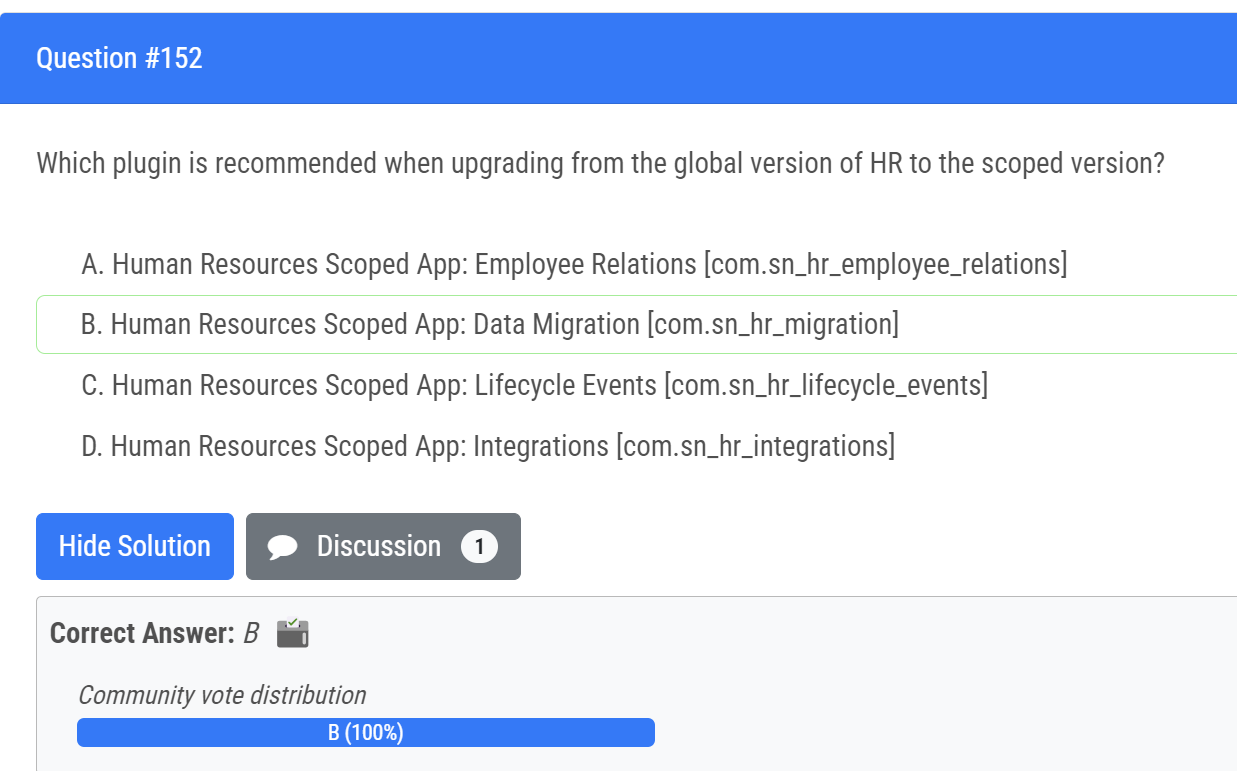 Question #152
Which plugin is recommended when upgrading from the global version of HR to the scoped version?
A. Human Resources Scoped App: Employee Relations [com.sn_hr_employee_relations]
B. Human Resources Scoped App: Data Migration [com.sn_hr_migration]
C. Human Resources Scoped App: Lifecycle Events [com.sn_hr_lifecycle_events]
D. Human Resources Scoped App: Integrations [com.sn_hr_integrations]
Hide Solution Discussion 1
Correct Answer: B
Community vote distribution
B (100%)